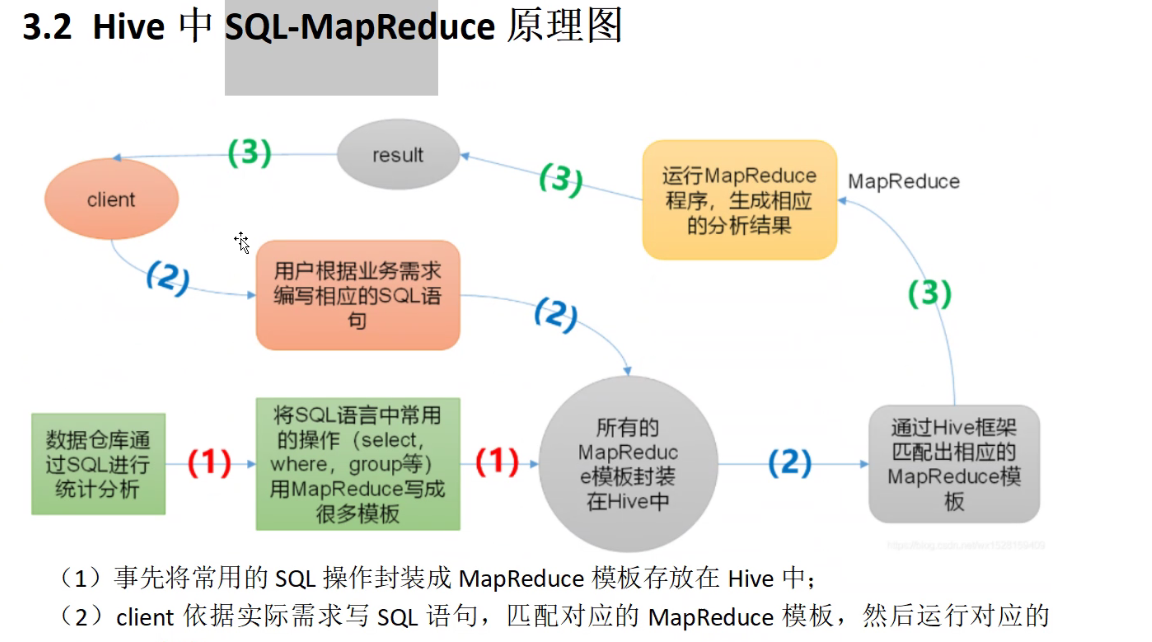 3.2 Hive 中 SQL-MapReduce 原理图
(3)
result
(3)
运行MapReduce
程序，生成相应
的分析结果
MapReduce
client
(2)
用户根据业务需求
编写相应的SQL语
句
(2)
(3)
数据仓库通
过SQL进行
统计分析
(1)
将SQL语言中常用
的操作（select，
where，group等）
用MapReduce写成
很多模板
(1)
所有的
MapReduc
e模板封装
在Hive中
(2)
通过Hive框架
匹配出相应的
MapReduce模
板
（1）事先将常用的 SQL 操作封装成 MapReduce 模板存放在 Hive 中；
（2）client 依据实际需求写 SQL 语句，匹配对应的 MapReduce 模板，然后运行对应的